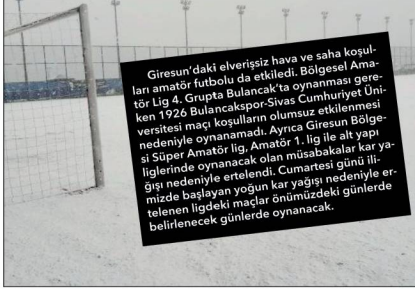 Giresun'daki elverişsiz hava ve saha koşul-
ları amatör futbolu da etkiledi. Bölgesel Ama-
tör Lig 4. Grupta Bulancak'ta oynanması gere-
ken 1926 Bulancakspor-Sivas Cumhuriyet Üni-
versitesi maçı koşulların olumsuz etkilenmesi
nedeniyle oynanamadı. Ayrıca Giresun Bölge-
si Süper Amatör lig, Amatör 1. lig ile alt yapı
liglerinde oynanacak olan müsabakalar kar ya-
ğışı nedeniyle ertelendi. Cumartesi günü ili-
mizde başlayan yoğun kar yağışı nedeniyle er-
telenen ligdeki maçlar önümüzdeki günlerde
belirlenecek günlerde oynanacak.